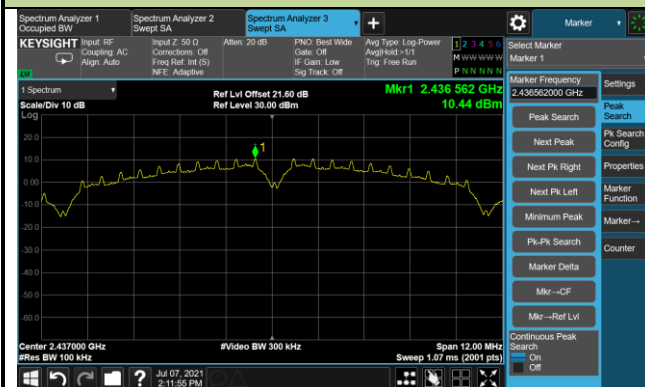 Spectrum Analyzer 1
Occupied BW
Spectrum Analyzer 2
Swept SA
Spectrum Analyzer 3
Swept SA
Marker
KEYSIGHT
Input: RF
Coupling: AC
Align: Auto
Input Z: 50 Ω
Corrections: Off
Freq Ref: Int (S)
NFE: Adaptive
Atten: 20 dB
PNO: Best Wide
Gate: Off
IF Gain: Low
Sig Track: Off
Avg Type: Log-Power
Avg|Hold:>1/1
Trig: Free Run
1 2 3 4 5 6
M W W W W W
P N N N N N
LXI
Select Marker
Marker 1
1 Spectrum
Scale/Div 10 dB
Log
Ref Lvl Offset 21.60 dB
Ref Level 30.00 dBm
Mkr1 2.436 562 GHz
10.44 dBm
20.0
10.0
0.00
-10.0
-20.0
-30.0
-40.0
-50.0
-60.0
1
Center 2.437000 GHz
#Res BW 100 kHz
#Video BW 300 kHz
Span 12.00 MHz
Sweep 1.07 ms (2001 pts)
Marker Frequency
2.436562000 GHz
Peak Search
Next Peak
Next Pk Right
Next Pk Left
Minimum Peak
Pk-Pk Search
Marker Delta
Mkr→CF
Mkr→Ref Lvl
Continuous Peak
Search
On
Off
Settings
Peak
Search
Pk Search
Config
Properties
Marker
Function
Marker→
Counter
?
Jul 07, 2021
2:11:55 PM